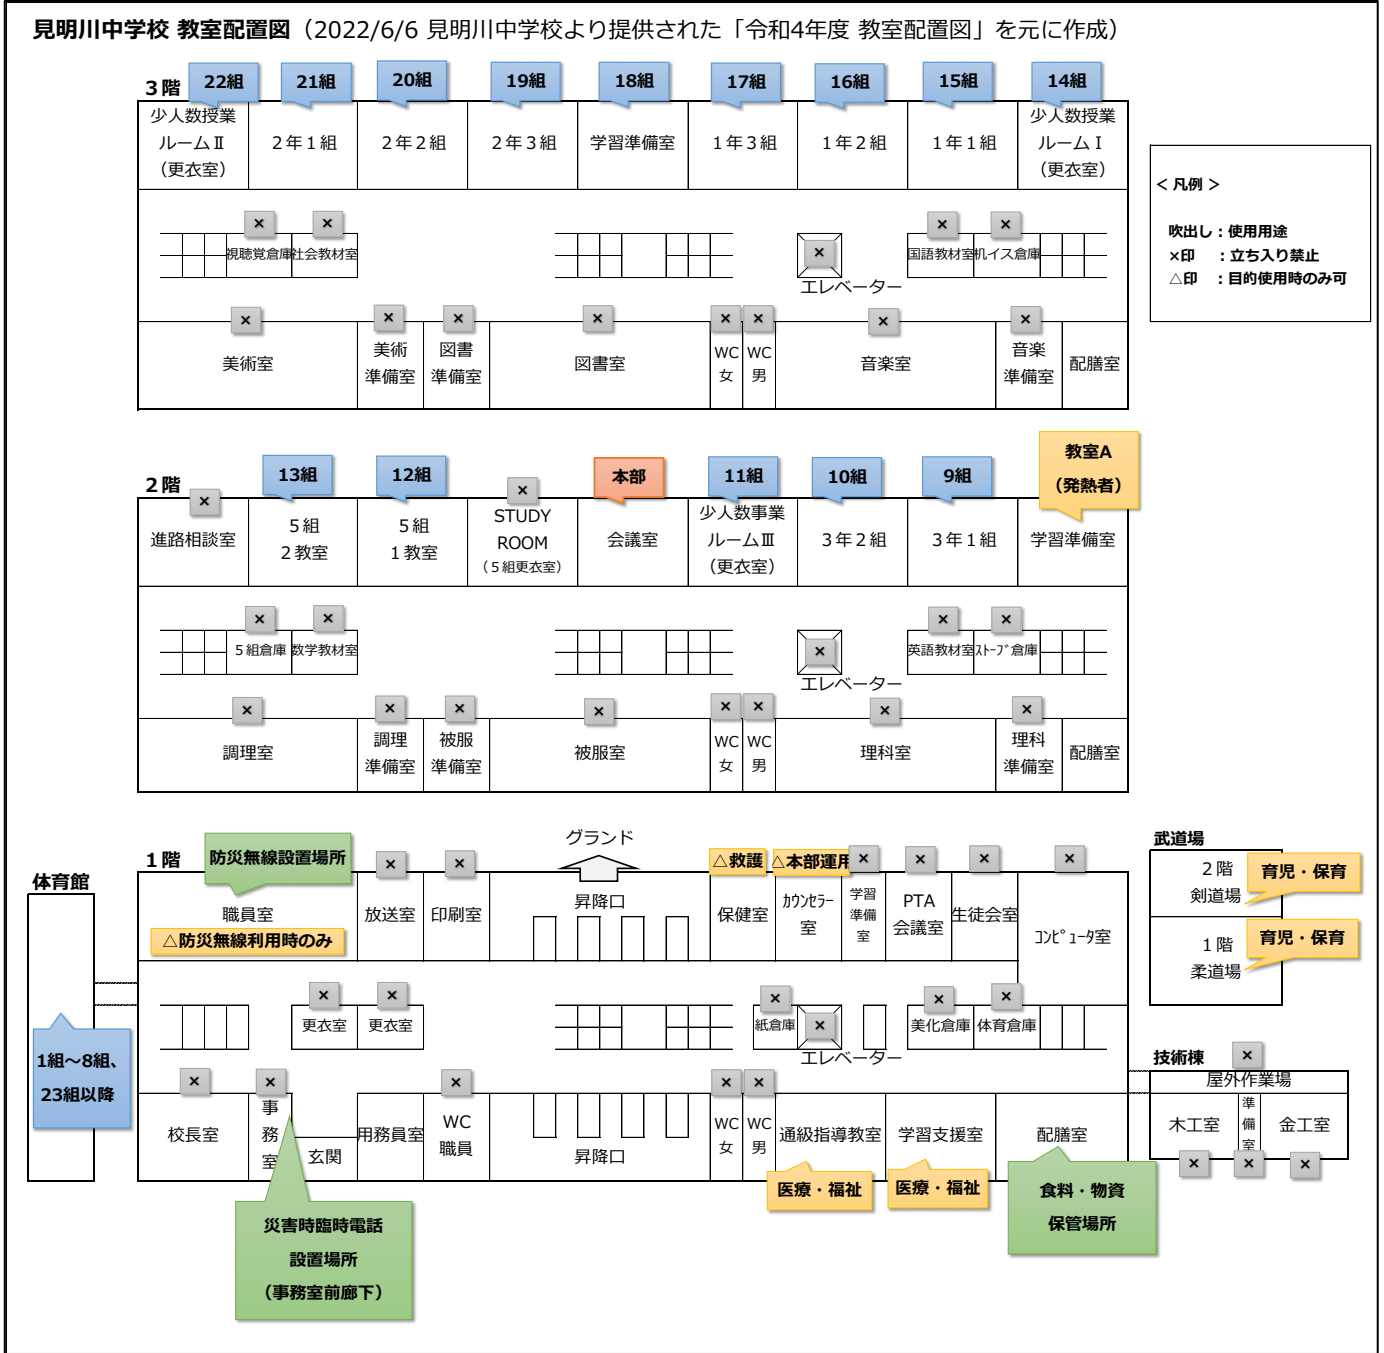 見明川中学校 教室配置図（2022/6/6 見明川中学校より提供された「令和4年度 教室配置図」を元に作成）
3階
22組
21組
20組
19組
18組
17組
16組
15組
14組
少人数授業
ルームⅡ
（更衣室）
２年１組
２年２組
２年３組
学習準備室
１年３組
１年２組
１年１組
少人数授業
ルームⅠ
（更衣室）
＜ 凡例 ＞
吹出し：使用用途
×印　：立ち入り禁止
△印　：目的使用時のみ可
× × × × ×
視聴覚倉庫
社会教材室
エレベーター
国語教材室
机イス倉庫
× × × × × × × ×
美術室
美術
準備室
図書
準備室
図書室
WC
女
WC
男
音楽室
音楽
準備室
配膳室
2階
×
13組
12組
×
本部
11組
10組
9組
教室A
（発熱者）
進路相談室
５組
２教室
５組
１教室
STUDY
ROOM
（５組更衣室）
会議室
少人数事業
ルームⅢ
（更衣室）
３年２組
３年１組
学習準備室
× × × × ×
５組倉庫
数学教材室
エレベーター
英語教材室
ｽﾄｰﾌﾞ倉庫
× × × × × × × ×
調理室
調理
準備室
被服
準備室
被服室
WC
女
WC
男
理科室
理科
準備室
配膳室
1階
防災無線設置場所
× ×
グランド
△救護
△本部運用
× × × ×
職員室
△防災無線利用時のみ
放送室
印刷室
昇降口
保健室
ｶｳﾝｾﾗｰ
室
学習
準備
室
PTA
会議室
生徒会室
ｺﾝﾋﾟｭｰﾀ室
武道場
2階
剣道場
育児・保育
1階
柔道場
育児・保育
体育館
1組～8組、
23組以降
× × × × × ×
更衣室
更衣室
紙倉庫
エレベーター
美化倉庫
体育倉庫
× × × × ×
校長室
事
務
室
玄関
用務員室
WC
職員
昇降口
WC
女
WC
男
通級指導教室
学習支援室
配膳室
技術棟
×
屋外作業場
木工室
準
備
室
金工室
× × ×
医療・福祉
医療・福祉
食料・物資
保管場所
災害時臨時電話
設置場所
（事務室前廊下）